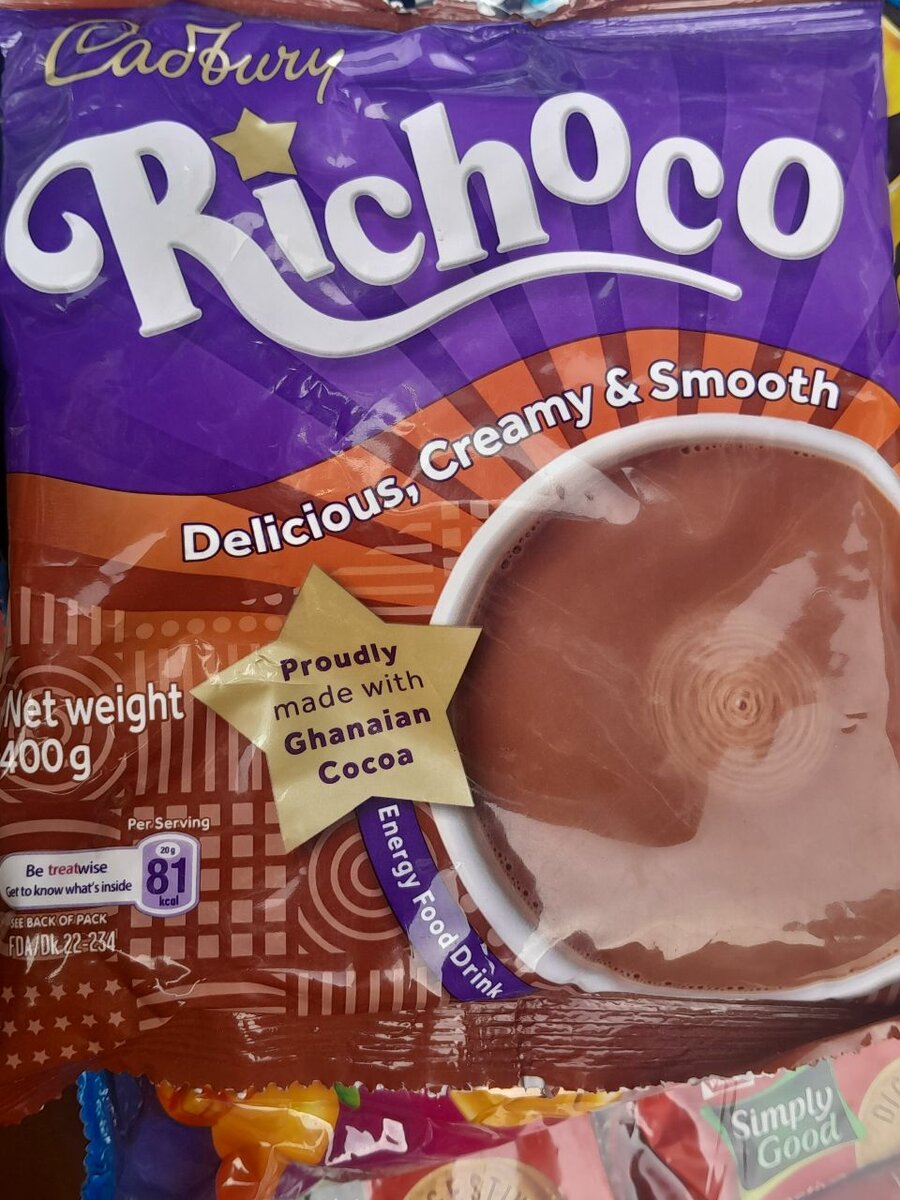 Cadbury
Richoco
Delicious, Creamy & Smooth
Proudly
made with
Ghanaian
Cocoa
Net weight
400g
Energy Food Drink
Per Serving
20g
81
kcal
Be treatwise
Get to know what's inside
SEE BACK OF PACK
FDA/Dk 22-234
Simply
Good